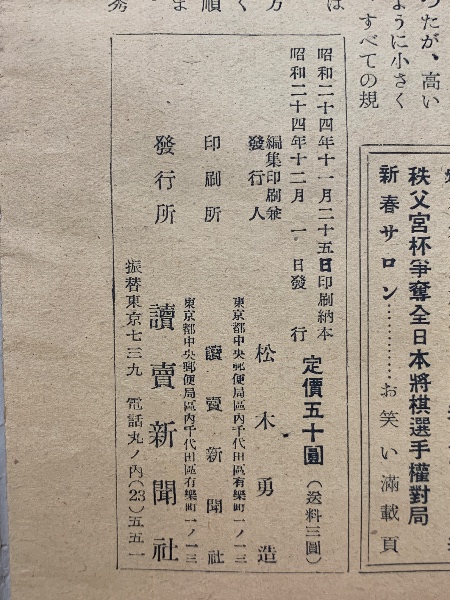 つたが、高い
ように小さく
すべての規
秩父宮杯爭奪全日本將棋選手權對局
新春サロン…………お笑い滿載頁
昭和二十四年十一月二十五日印刷納本
昭和二十四年十二月一日發行
定價五十圓（送料三圓）
編集印刷兼
發行人 松木勇造
東京都中央郵便局區內千代田區有樂町一ノ一三
印刷所 讀賣新聞社
東京都中央郵便局區內千代田區有樂町一ノ一三
發行所 讀賣新聞社
振替東京七三九 電話丸ノ內(23)五五一